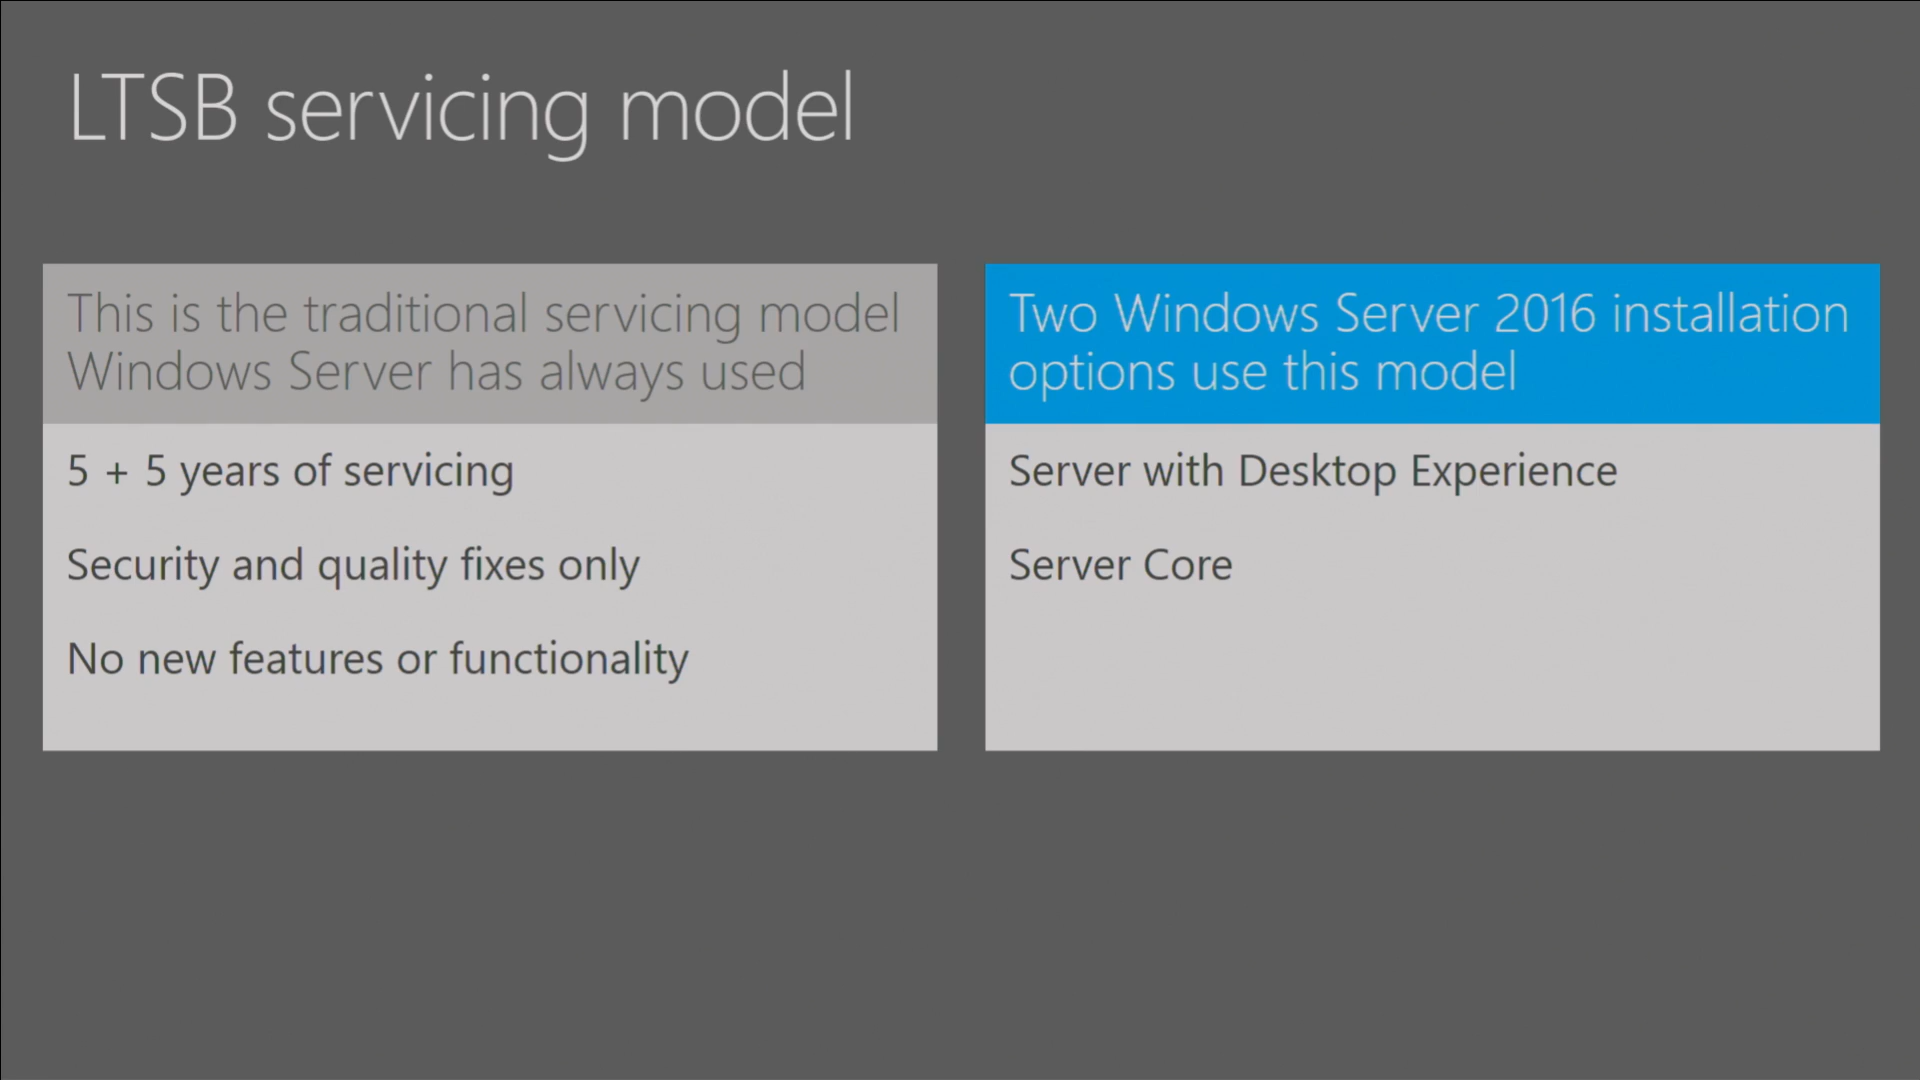 LTSB servicing model
This is the traditional servicing model
Windows Server has always used
5 + 5 years of servicing
Security and quality fixes only
No new features or functionality
Two Windows Server 2016 installation
options use this model
Server with Desktop Experience
Server Core